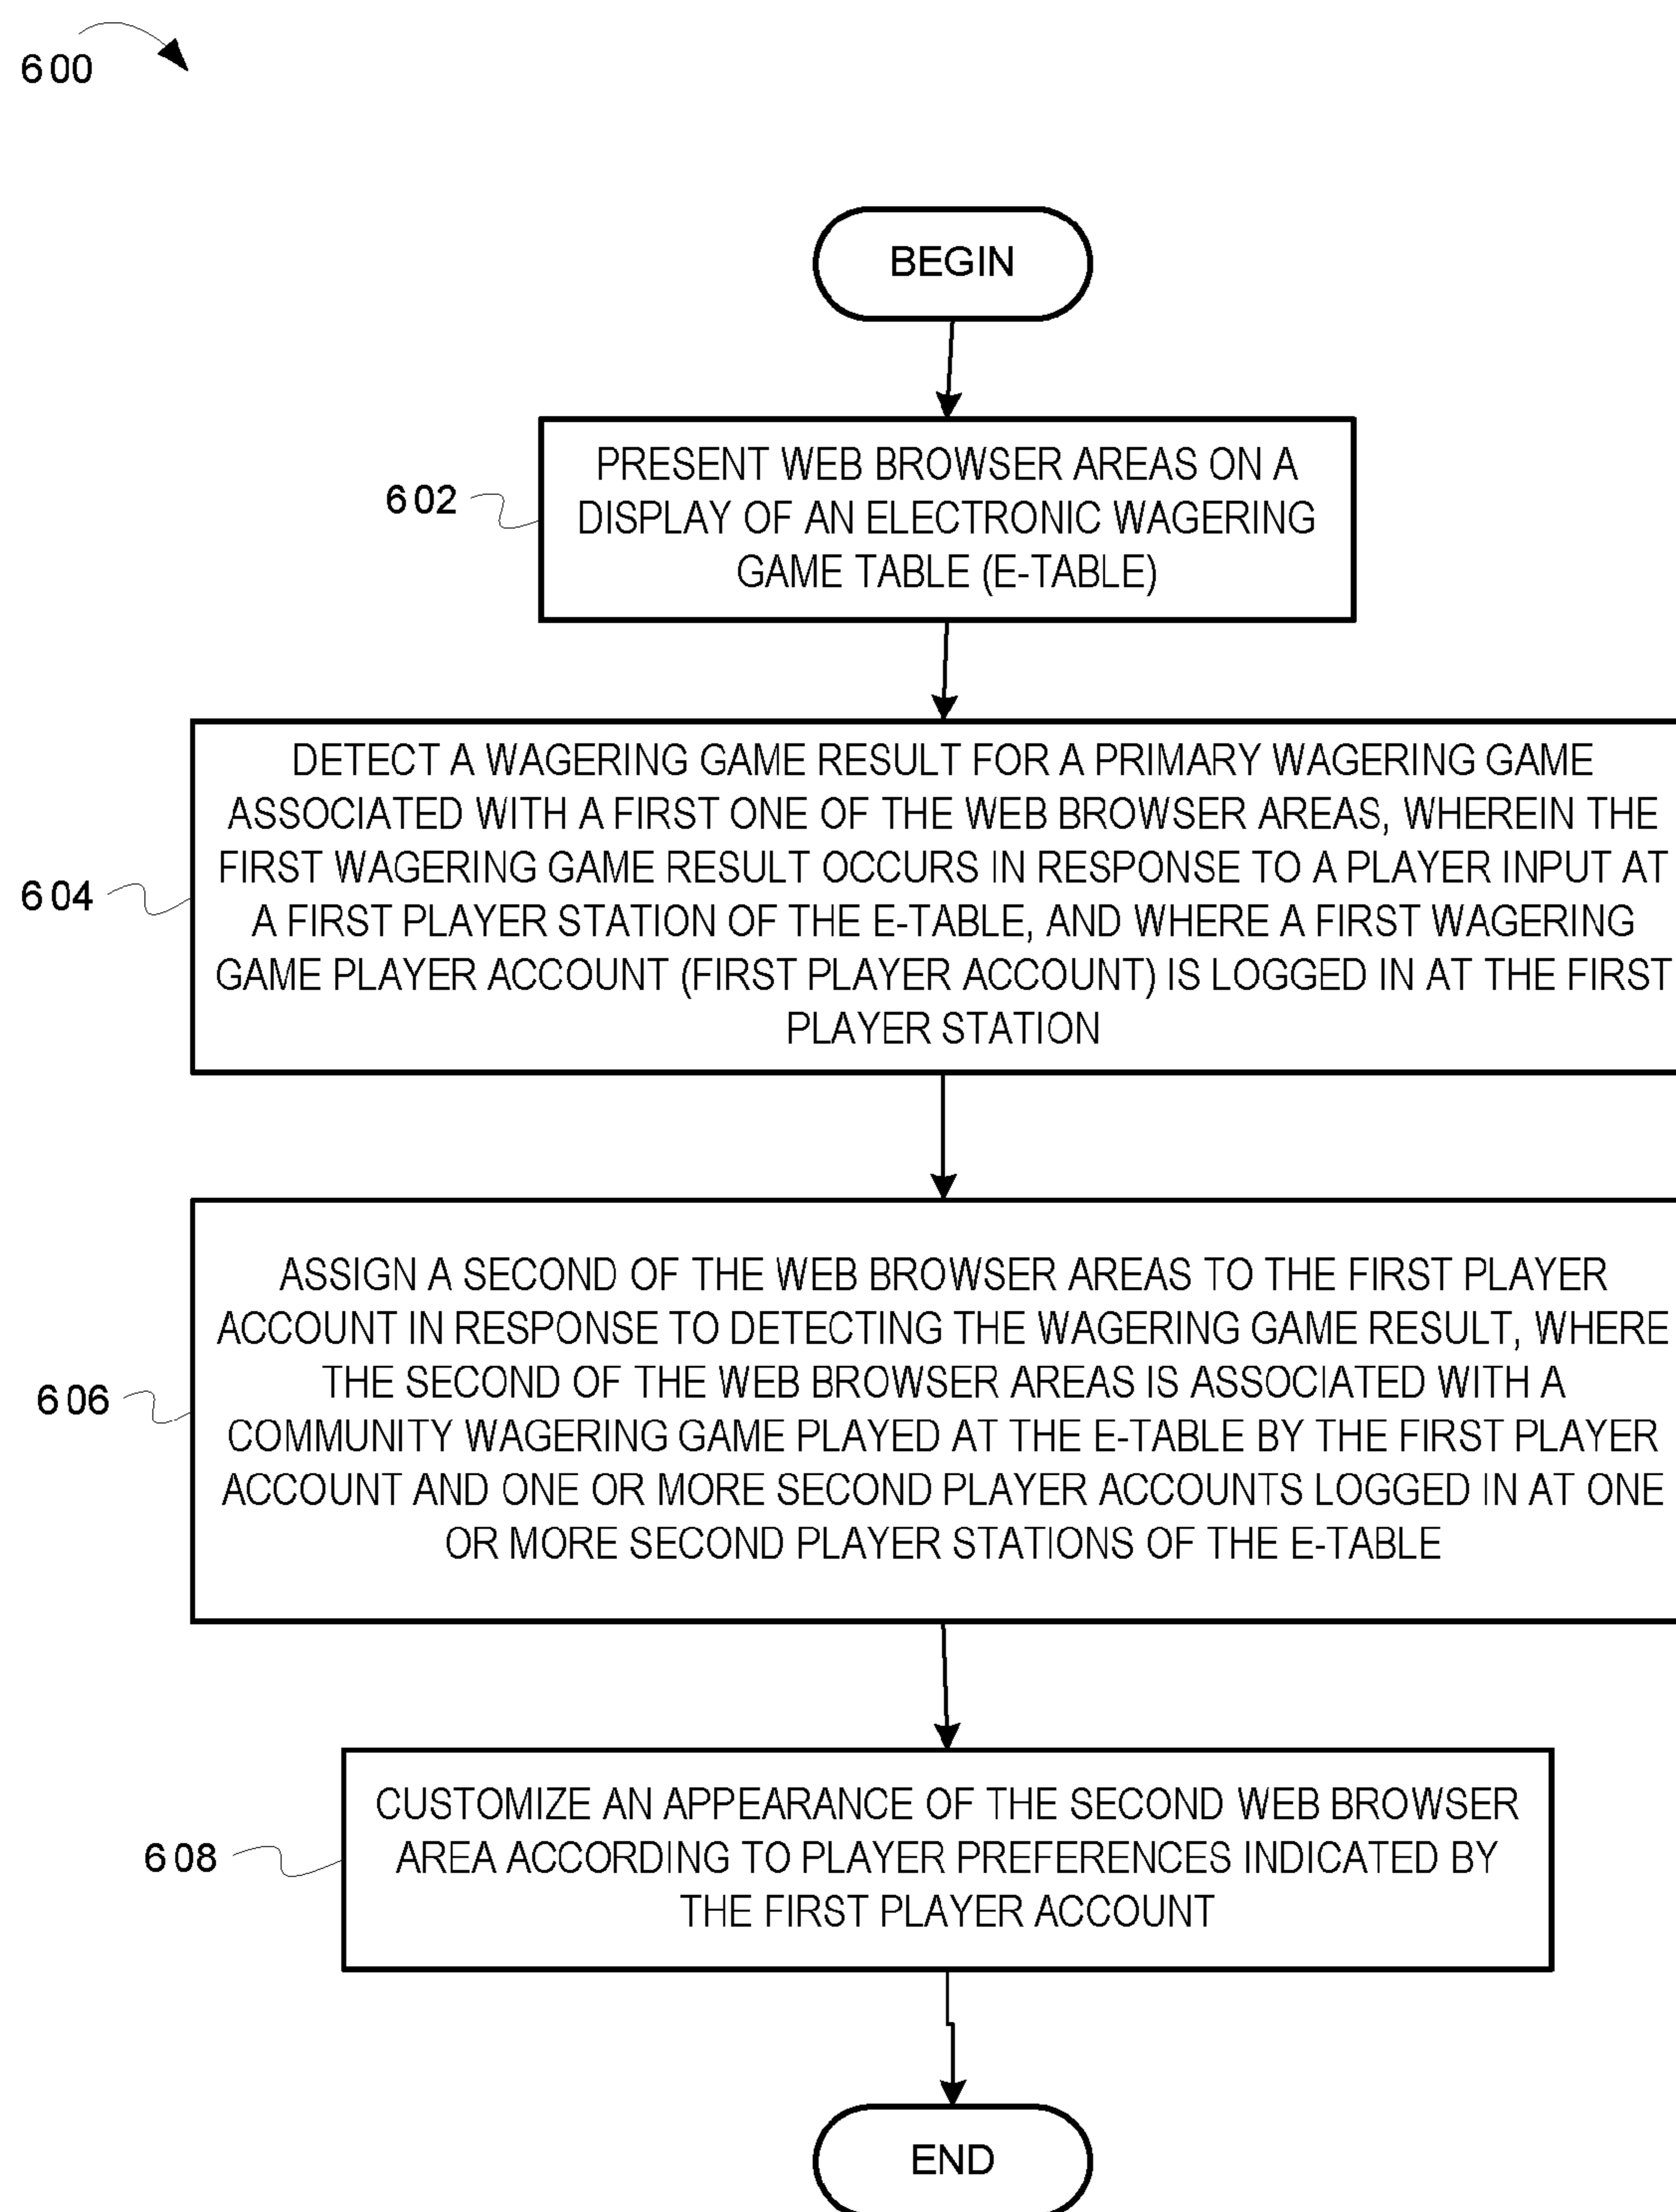 600
BEGIN
602
PRESENT WEB BROWSER AREAS ON A
DISPLAY OF AN ELECTRONIC WAGERING
GAME TABLE (E-TABLE)
604
DETECT A WAGERING GAME RESULT FOR A PRIMARY WAGERING GAME
ASSOCIATED WITH A FIRST ONE OF THE WEB BROWSER AREAS, WHEREIN THE
FIRST WAGERING GAME RESULT OCCURS IN RESPONSE TO A PLAYER INPUT AT
A FIRST PLAYER STATION OF THE E-TABLE, AND WHERE A FIRST WAGERING
GAME PLAYER ACCOUNT (FIRST PLAYER ACCOUNT) IS LOGGED IN AT THE FIRST
PLAYER STATION
606
ASSIGN A SECOND OF THE WEB BROWSER AREAS TO THE FIRST PLAYER
ACCOUNT IN RESPONSE TO DETECTING THE WAGERING GAME RESULT, WHERE
THE SECOND OF THE WEB BROWSER AREAS IS ASSOCIATED WITH A
COMMUNITY WAGERING GAME PLAYED AT THE E-TABLE BY THE FIRST PLAYER
ACCOUNT AND ONE OR MORE SECOND PLAYER ACCOUNTS LOGGED IN AT ONE
OR MORE SECOND PLAYER STATIONS OF THE E-TABLE
608
CUSTOMIZE AN APPEARANCE OF THE SECOND WEB BROWSER
AREA ACCORDING TO PLAYER PREFERENCES INDICATED BY
THE FIRST PLAYER ACCOUNT
END